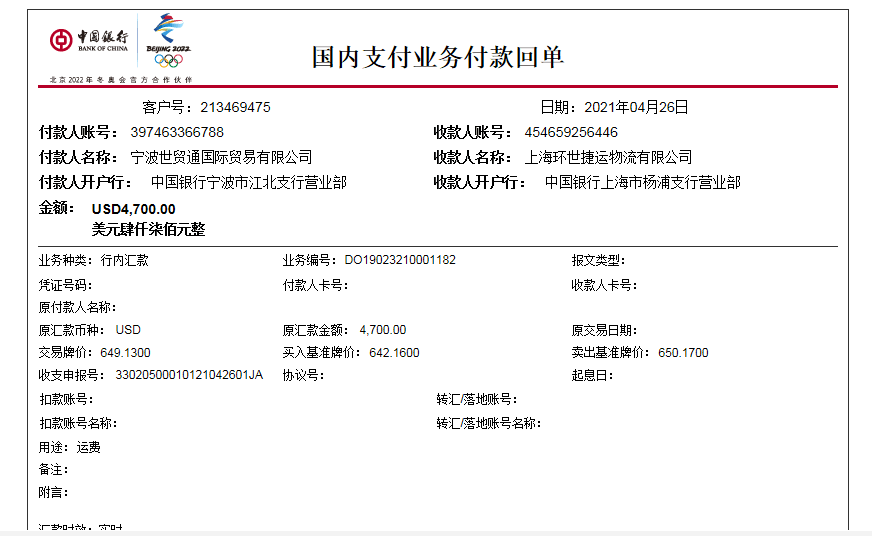 中国银行
BANK OF CHINA
BEIJING 2022
北京2022年冬奥会官方合作伙伴
国内支付业务付款回单
客户号：213469475 日期：2021年04月26日
付款人账号： 397463366788 收款人账号： 454659256446
付款人名称： 宁波世贸通国际贸易有限公司 收款人名称： 上海环世捷运物流有限公司
付款人开户行： 中国银行宁波市江北支行营业部 收款人开户行： 中国银行上海市杨浦支行营业部
金额： USD4,700.00
美元肆仟柒佰元整
业务种类：行内汇款 业务编号：DO19023210001182 报文类型：
凭证号码： 付款人卡号： 收款人卡号：
原付款人名称：
原汇款币种： USD 原汇款金额： 4,700.00 原交易日期：
交易牌价：649.1300 买入基准牌价：642.1600 卖出基准牌价：650.1700
收支申报号： 33020500010121042601JA 协议号： 起息日：
扣款账号： 转汇/落地账号：
扣款账号名称： 转汇/落地账号名称：
用途：运费
备注：
附言：
汇款时效：实时